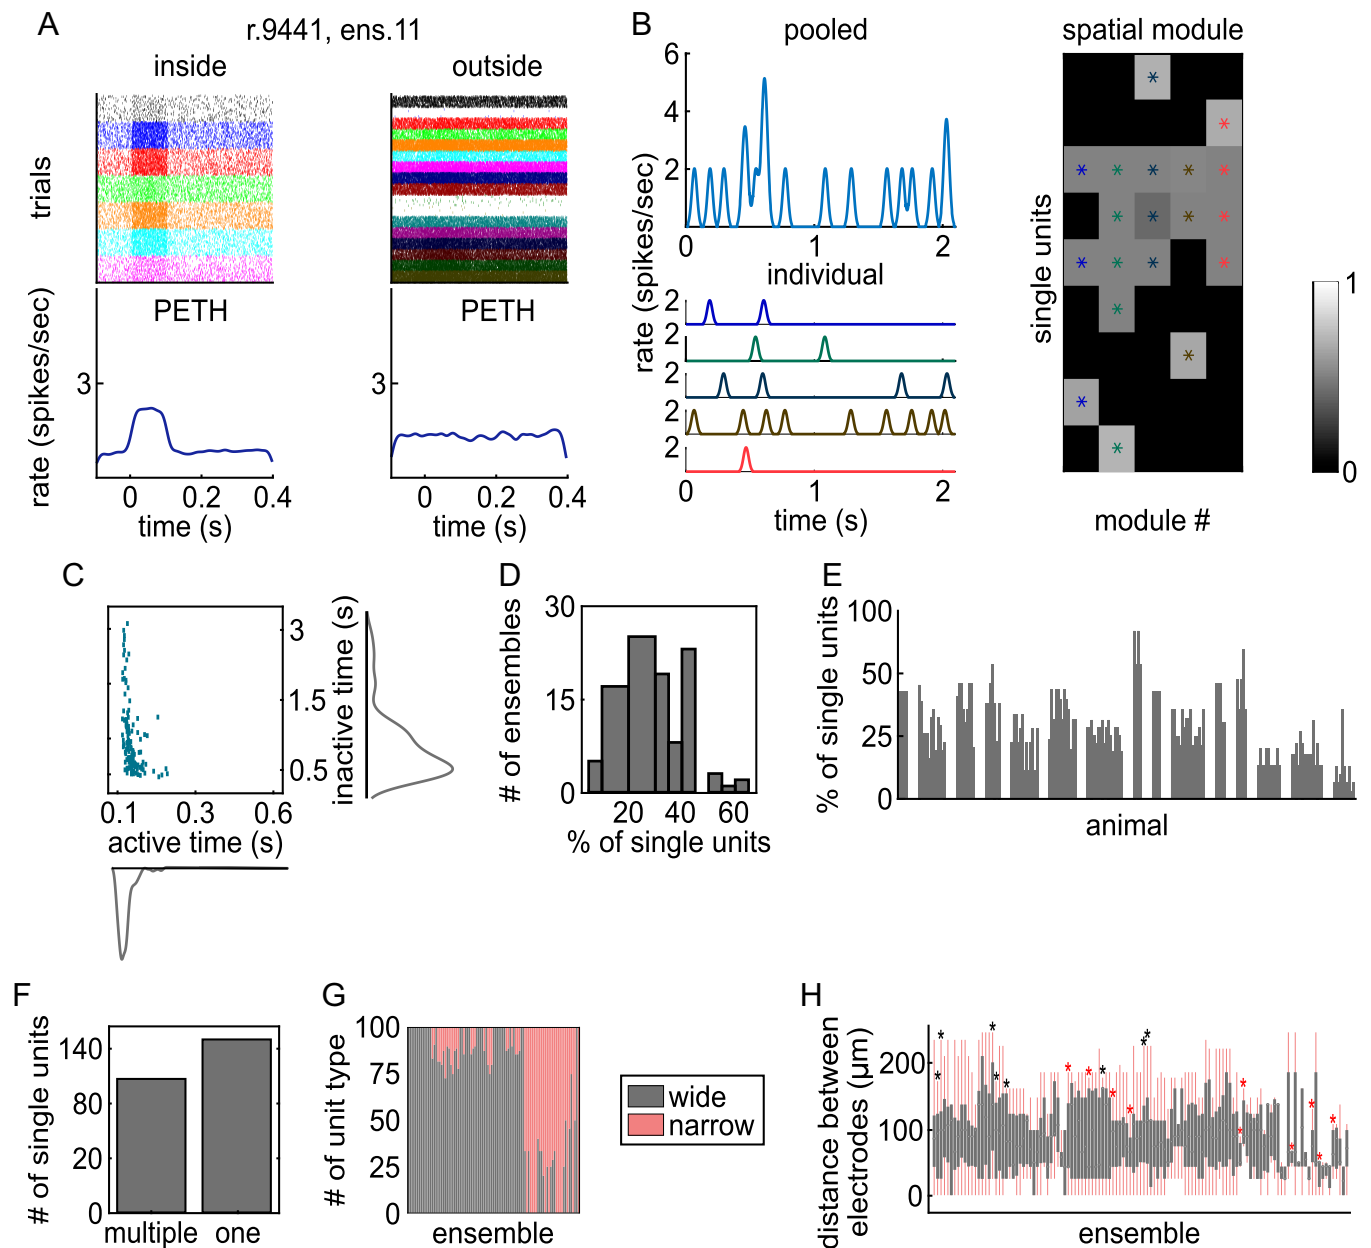 A
r.9441, ens.11
inside
outside
trials
PETH
PETH
rate (spikes/sec)
3
3
0
0.2
0.4
0
0.2
0.4
time (s)
time (s)
B
pooled
spatial module
6
4
2
0
0
1
2
rate (spikes/sec)
individual
2
2
2
2
2
0
1
2
time (s)
single units
module #
1
0
C
3
1.5
0.5
inactive time (s)
0.1
0.3
0.6
active time (s)
D
# of ensembles
30
15
0
20
40
60
% of single units
E
% of single units
100
50
25
0
animal
F
# of single units
140
80
20
0
multiple
one
G
# of unit type
100
75
50
25
0
ensemble
wide
narrow
H
distance between
electrodes (µm)
200
100
0
ensemble